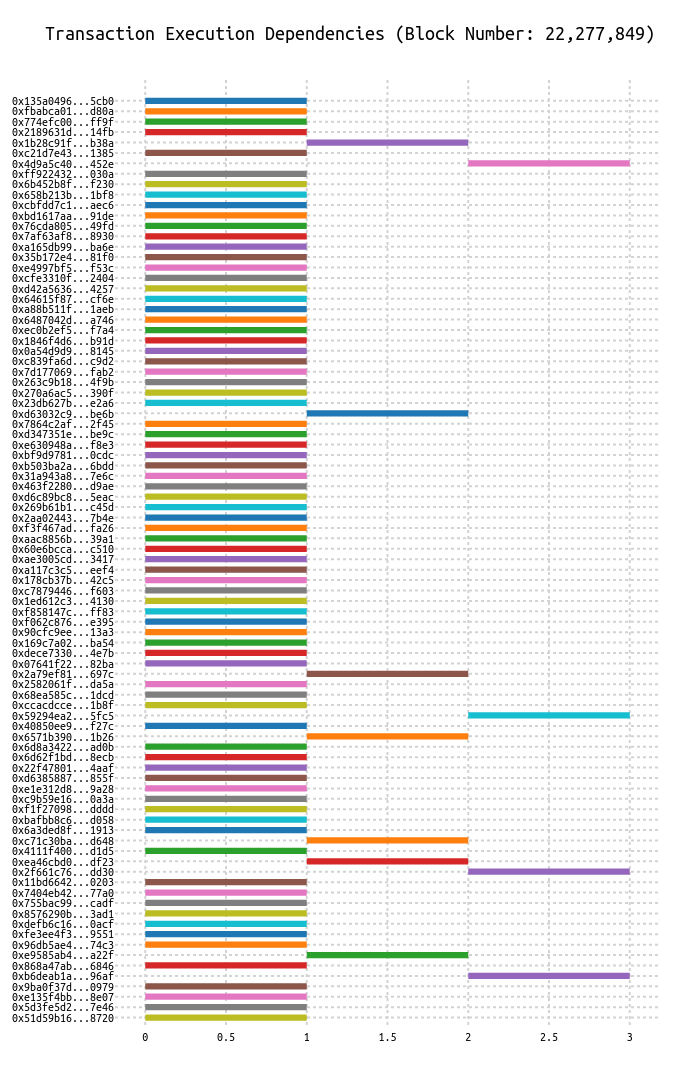 Transaction Execution Dependencies (Block Number: 22,277,849)
0x135a0496...5cb0
0xfbabca01...d80a
0x774efc00...ff9f
0x2189631d...14fb
0x1b28c91f...b38a
0xc21d7e43...1385
0x4d9a5c40...452e
0xff922432...030a
0x6b452b8f...f230
0x658b213b...1bf8
0xcbfdd7c1...aec6
0xbd1617aa...91de
0x76cda805...49fd
0x7af63af8...8930
0xa165db99...ba6e
0x35b172e4...81f0
0xe4997bf5...f53c
0xcfe3310f...2404
0xd42a5636...4257
0x64615f87...cf6e
0xa88b511f...1aeb
0x6487042d...a746
0xec0b2ef5...f7a4
0x1846f4d6...b91d
0x0a54d9d9...8145
0xc839fa6d...c9d2
0x7d177069...fab2
0x263c9b18...4f9b
0x270a6ac5...390f
0x23db627b...e2a6
0xd63032c9...be6b
0x7864c2af...2f45
0xd347351e...be9c
0xe630948a...f8e3
0xbf9d9781...0cdc
0xb503ba2a...6bdd
0x31a943a8...7e6c
0x463f2280...d9ae
0xd6c89bc8...5eac
0x269b61b1...c45d
0x2aa02443...7b4e
0xf3f467ad...fa26
0xaac8856b...39a1
0x60e6bcca...c510
0xae3005cd...3417
0xa117c3c5...eef4
0x178cb37b...42c5
0xc7879446...f603
0x1ed612c3...4130
0xf858147c...ff83
0xf062c876...e395
0x90cfc9ee...13a3
0x169c7a02...ba54
0xdece7330...4e7b
0x07641f22...82ba
0x2a79ef81...697c
0x2582061f...da5a
0x68ea585c...1dcd
0xccacdcce...1b8f
0x59294ea2...5fc5
0x40850ee9...f27c
0x6571b390...1b26
0x6d8a3422...ad0b
0x6d62f1bd...8ecb
0x22f47801...4aaf
0xd6385887...855f
0xe1e312d8...9a28
0xc9b59e16...0a3a
0xf1f27098...dddd
0xbafbb8c6...d058
0x6a3ded8f...1913
0xc71c30ba...d648
0x4111f400...d1d5
0xea46cbd0...df23
0x2f661c76...dd30
0x11bd6642...0203
0x7404eb42...77a0
0x755bac99...cadf
0x8576290b...3ad1
0xdefb6c16...0acf
0xfe3ee4f3...9551
0x96db5ae4...74c3
0xe9585ab4...a22f
0x868a47ab...6846
0xb6deab1a...96af
0x9ba0f37d...0979
0xe135f4bb...8e07
0x5d3fe5d2...7e46
0x51d59b16...8720
0 0.5 1 1.5 2 2.5 3